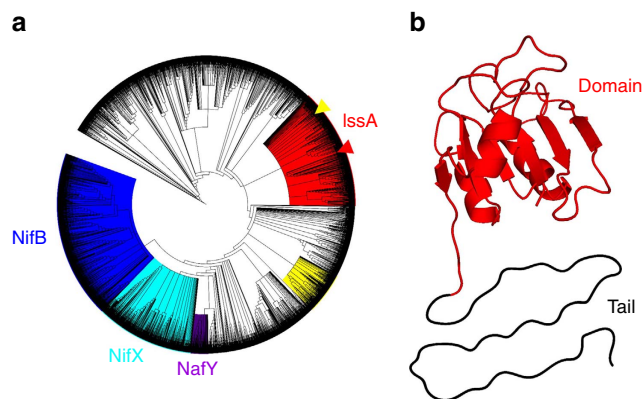 a
b
IssA
Domain
NifB
Tail
NifX
NafY